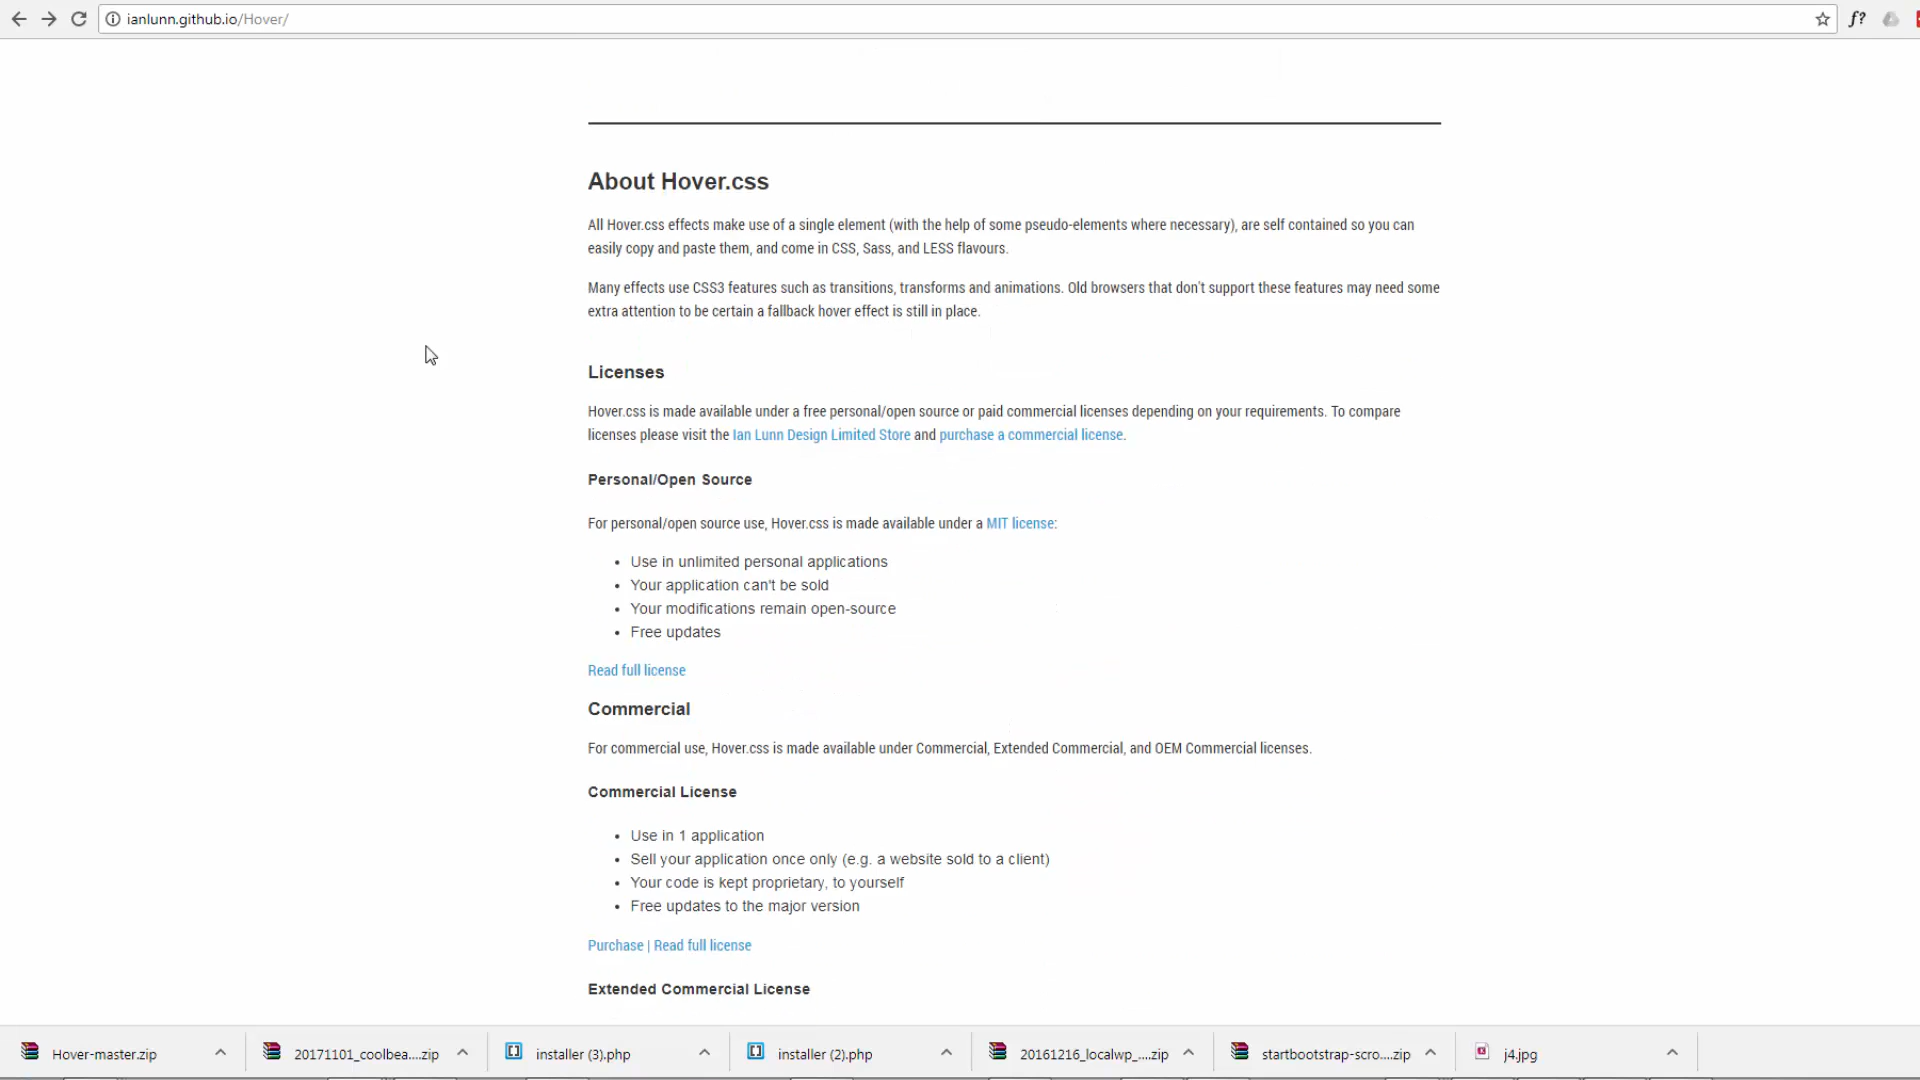 ianlunn.github.io/Hover/
f?
About Hover.css
All Hover.css effects make use of a single element (with the help of some pseudo-elements where necessary), are self contained so you can
easily copy and paste them, and come in CSS, Sass, and LESS flavours.
Many effects use CSS3 features such as transitions, transforms and animations. Old browsers that don't support these features may need some
extra attention to be certain a fallback hover effect is still in place.
Licenses
Hover.css is made available under a free personal/open source or paid commercial licenses depending on your requirements. To compare
licenses please visit the Ian Lunn Design Limited Store and purchase a commercial license.
Personal/Open Source
For personal/open source use, Hover.css is made available under a MIT license:
• Use in unlimited personal applications
• Your application can't be sold
• Your modifications remain open-source
• Free updates
Read full license
Commercial
For commercial use, Hover.css is made available under Commercial, Extended Commercial, and OEM Commercial licenses.
Commercial License
• Use in 1 application
• Sell your application once only (e.g. a website sold to a client)
• Your code is kept proprietary, to yourself
• Free updates to the major version
Purchase | Read full license
Extended Commercial License
Hover-master.zip
20171101_coolbea....zip
installer (3).php
installer (2).php
20161216_localwp_....zip
startbootstrap-scro....zip
j4.jpg